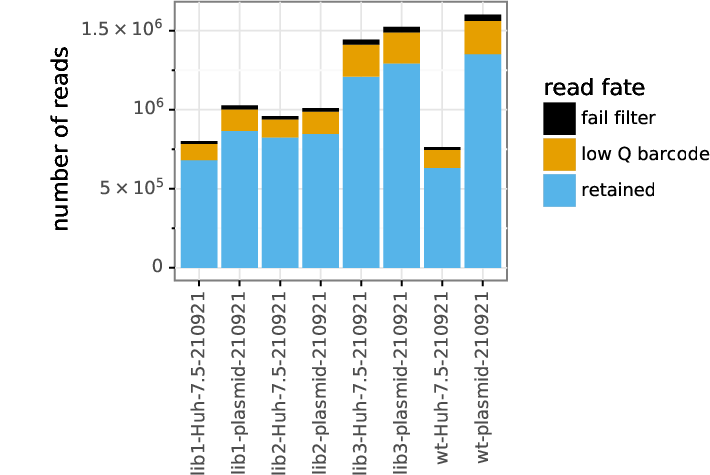 number of reads
1.5 × 10⁶
10⁶
5 × 10⁵
0
lib1-Huh-7.5-210921
lib1-plasmid-210921
lib2-Huh-7.5-210921
lib2-plasmid-210921
lib3-Huh-7.5-210921
lib3-plasmid-210921
wt-Huh-7.5-210921
wt-plasmid-210921
read fate
fail filter
low Q barcode
retained